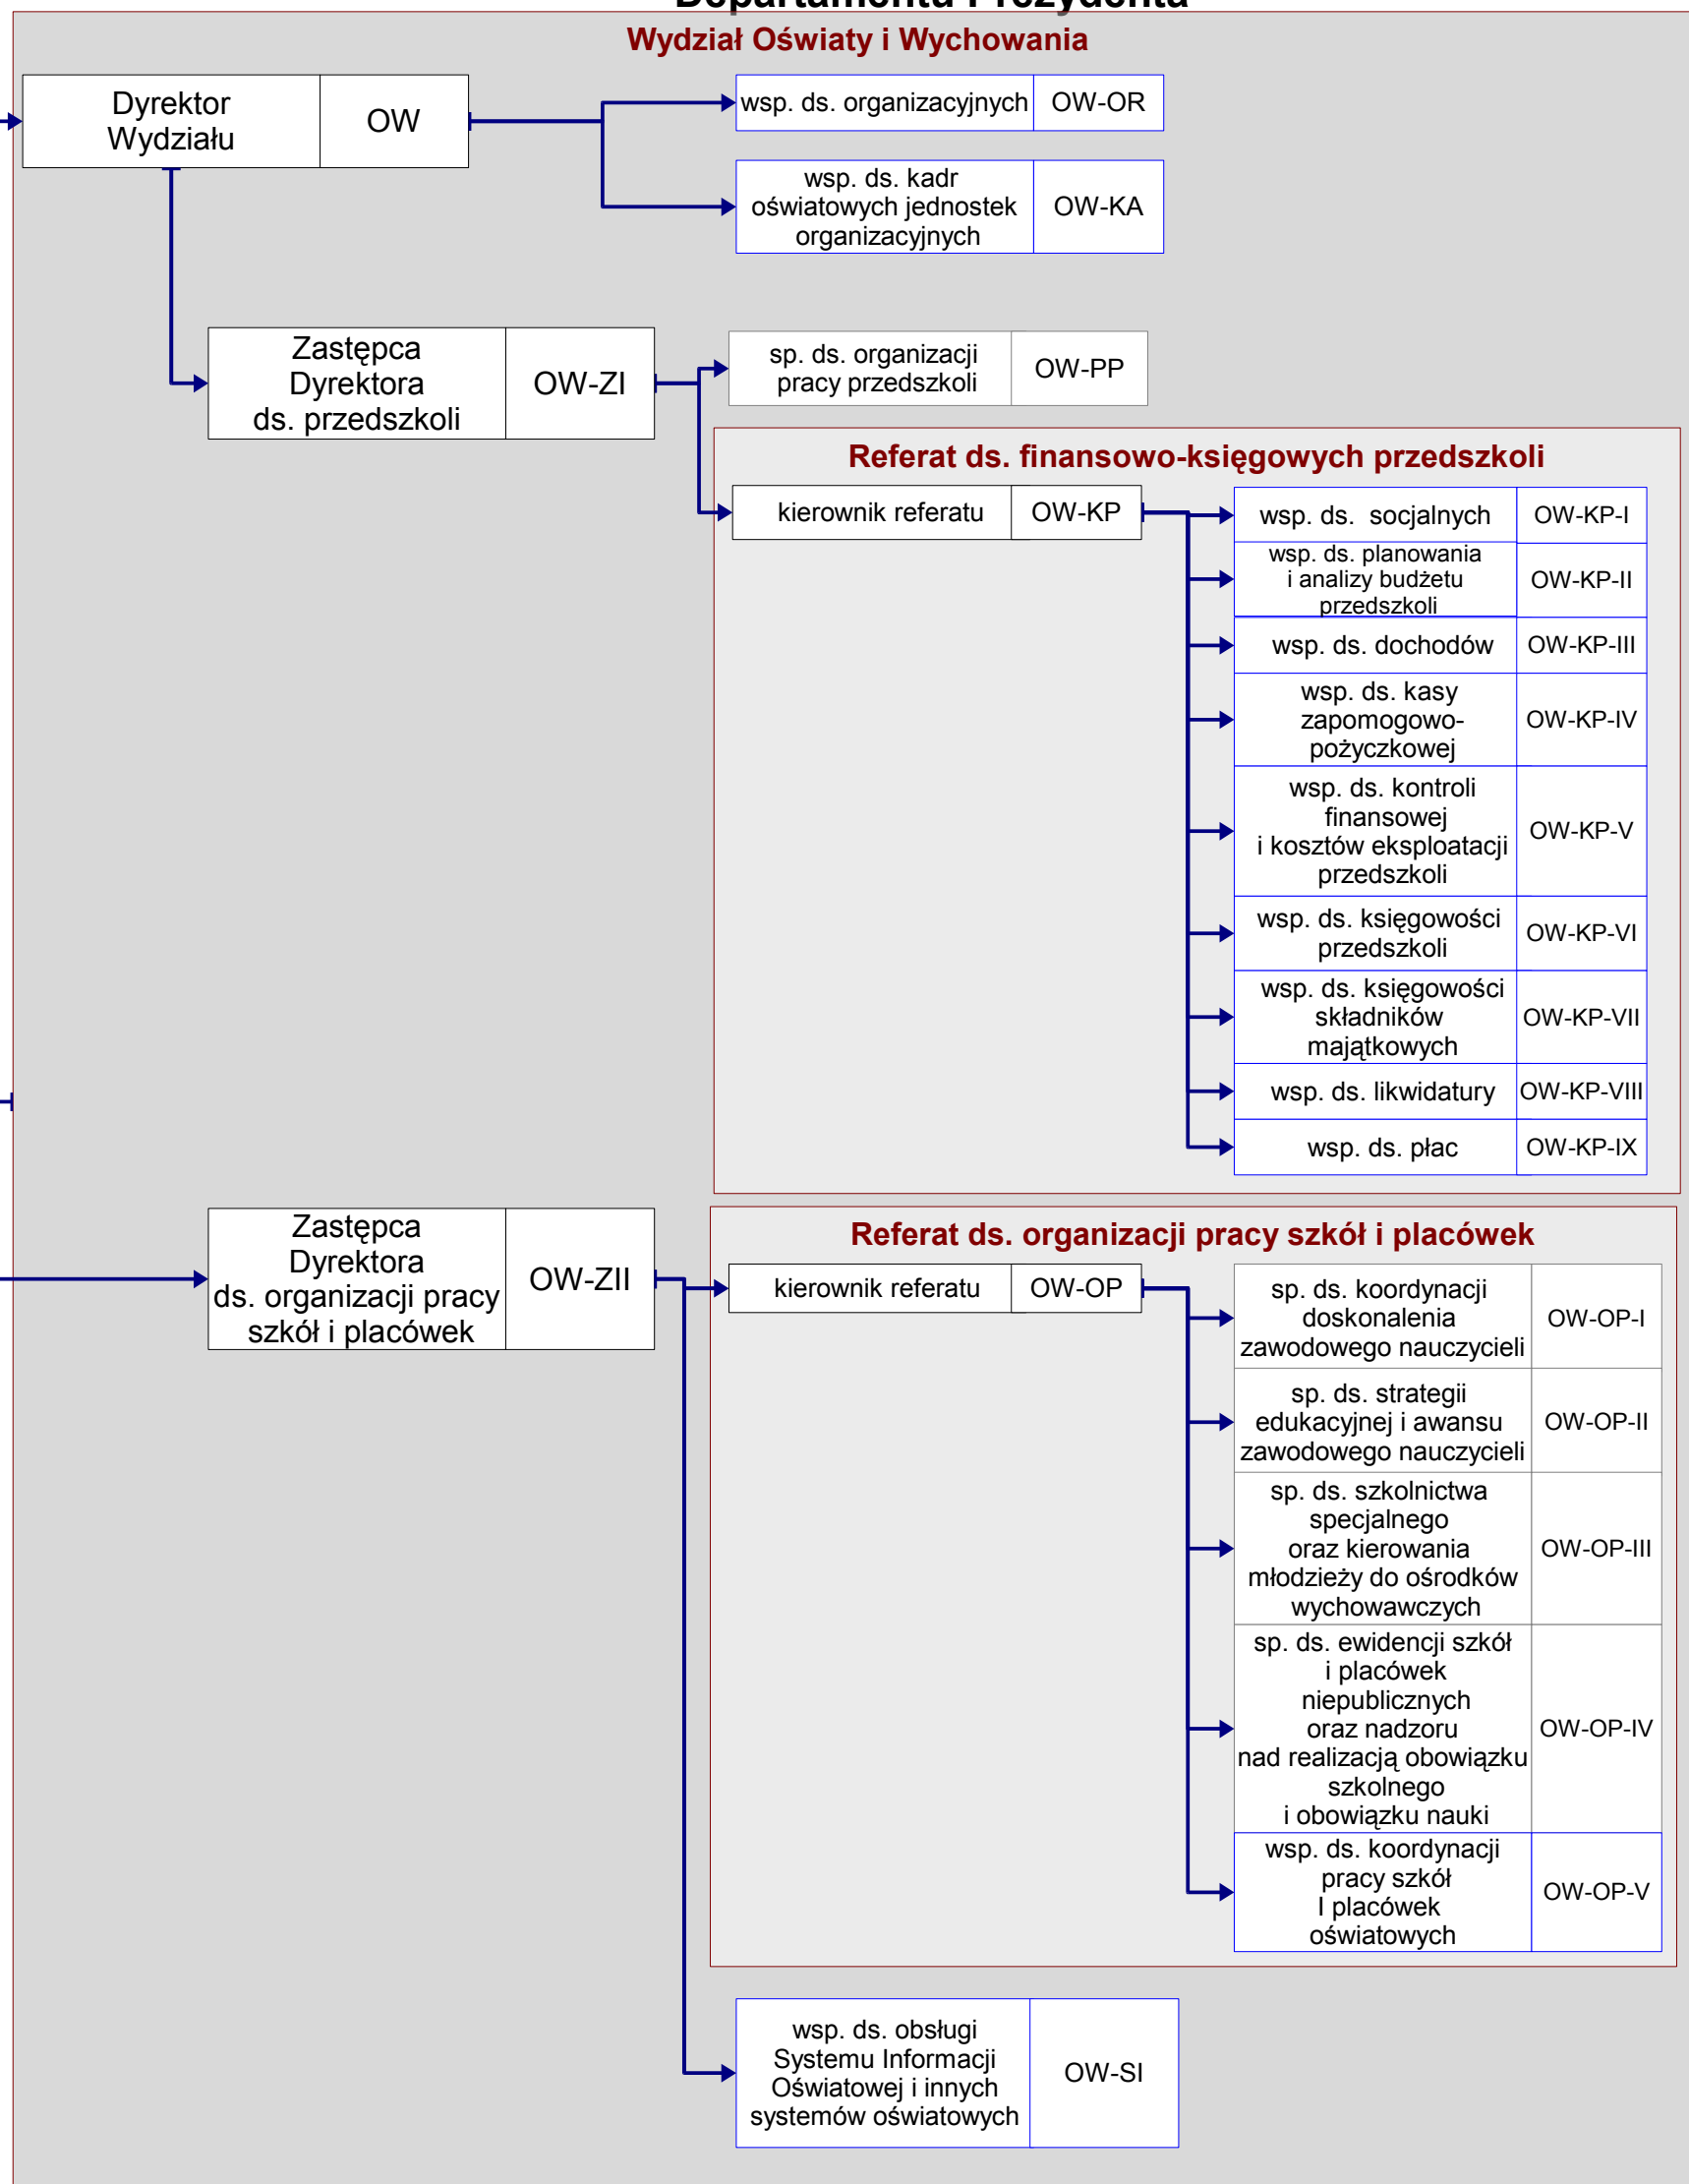 Departamentu Prezydenta
Wydział Oświaty i Wychowania
Dyrektor
Wydziału
OW
wsp. ds. organizacyjnych
OW-OR
wsp. ds. kadr
oświatowych jednostek
organizacyjnych
OW-KA
Zastępca
Dyrektora
ds. przedszkoli
OW-ZI
sp. ds. organizacji
pracy przedszkoli
OW-PP
Referat ds. finansowo-księgowych przedszkoli
kierownik referatu
OW-KP
wsp. ds. socjalnych
OW-KP-I
wsp. ds. planowania
i analizy budżetu
przedszkoli
OW-KP-II
wsp. ds. dochodów
OW-KP-III
wsp. ds. kasy
zapomogowo-
pożyczkowej
OW-KP-IV
wsp. ds. kontroli
finansowej
i kosztów eksploatacji
przedszkoli
OW-KP-V
wsp. ds. księgowości
przedszkoli
OW-KP-VI
wsp. ds. księgowości
składników
majątkowych
OW-KP-VII
wsp. ds. likwidatury
OW-KP-VIII
wsp. ds. płac
OW-KP-IX
Zastępca
Dyrektora
ds. organizacji pracy
szkół i placówek
OW-ZII
Referat ds. organizacji pracy szkół i placówek
kierownik referatu
OW-OP
sp. ds. koordynacji
doskonalenia
zawodowego nauczycieli
OW-OP-I
sp. ds. strategii
edukacyjnej i awansu
zawodowego nauczycieli
OW-OP-II
sp. ds. szkolnictwa
specjalnego
oraz kierowania
młodzieży do ośrodków
wychowawczych
OW-OP-III
sp. ds. ewidencji szkół
i placówek
niepublicznych
oraz nadzoru
nad realizacją obowiązku
szkolnego
i obowiązku nauki
OW-OP-IV
wsp. ds. koordynacji
pracy szkół
I placówek
oświatowych
OW-OP-V
wsp. ds. obsługi
Systemu Informacji
Oświatowej i innych
systemów oświatowych
OW-SI